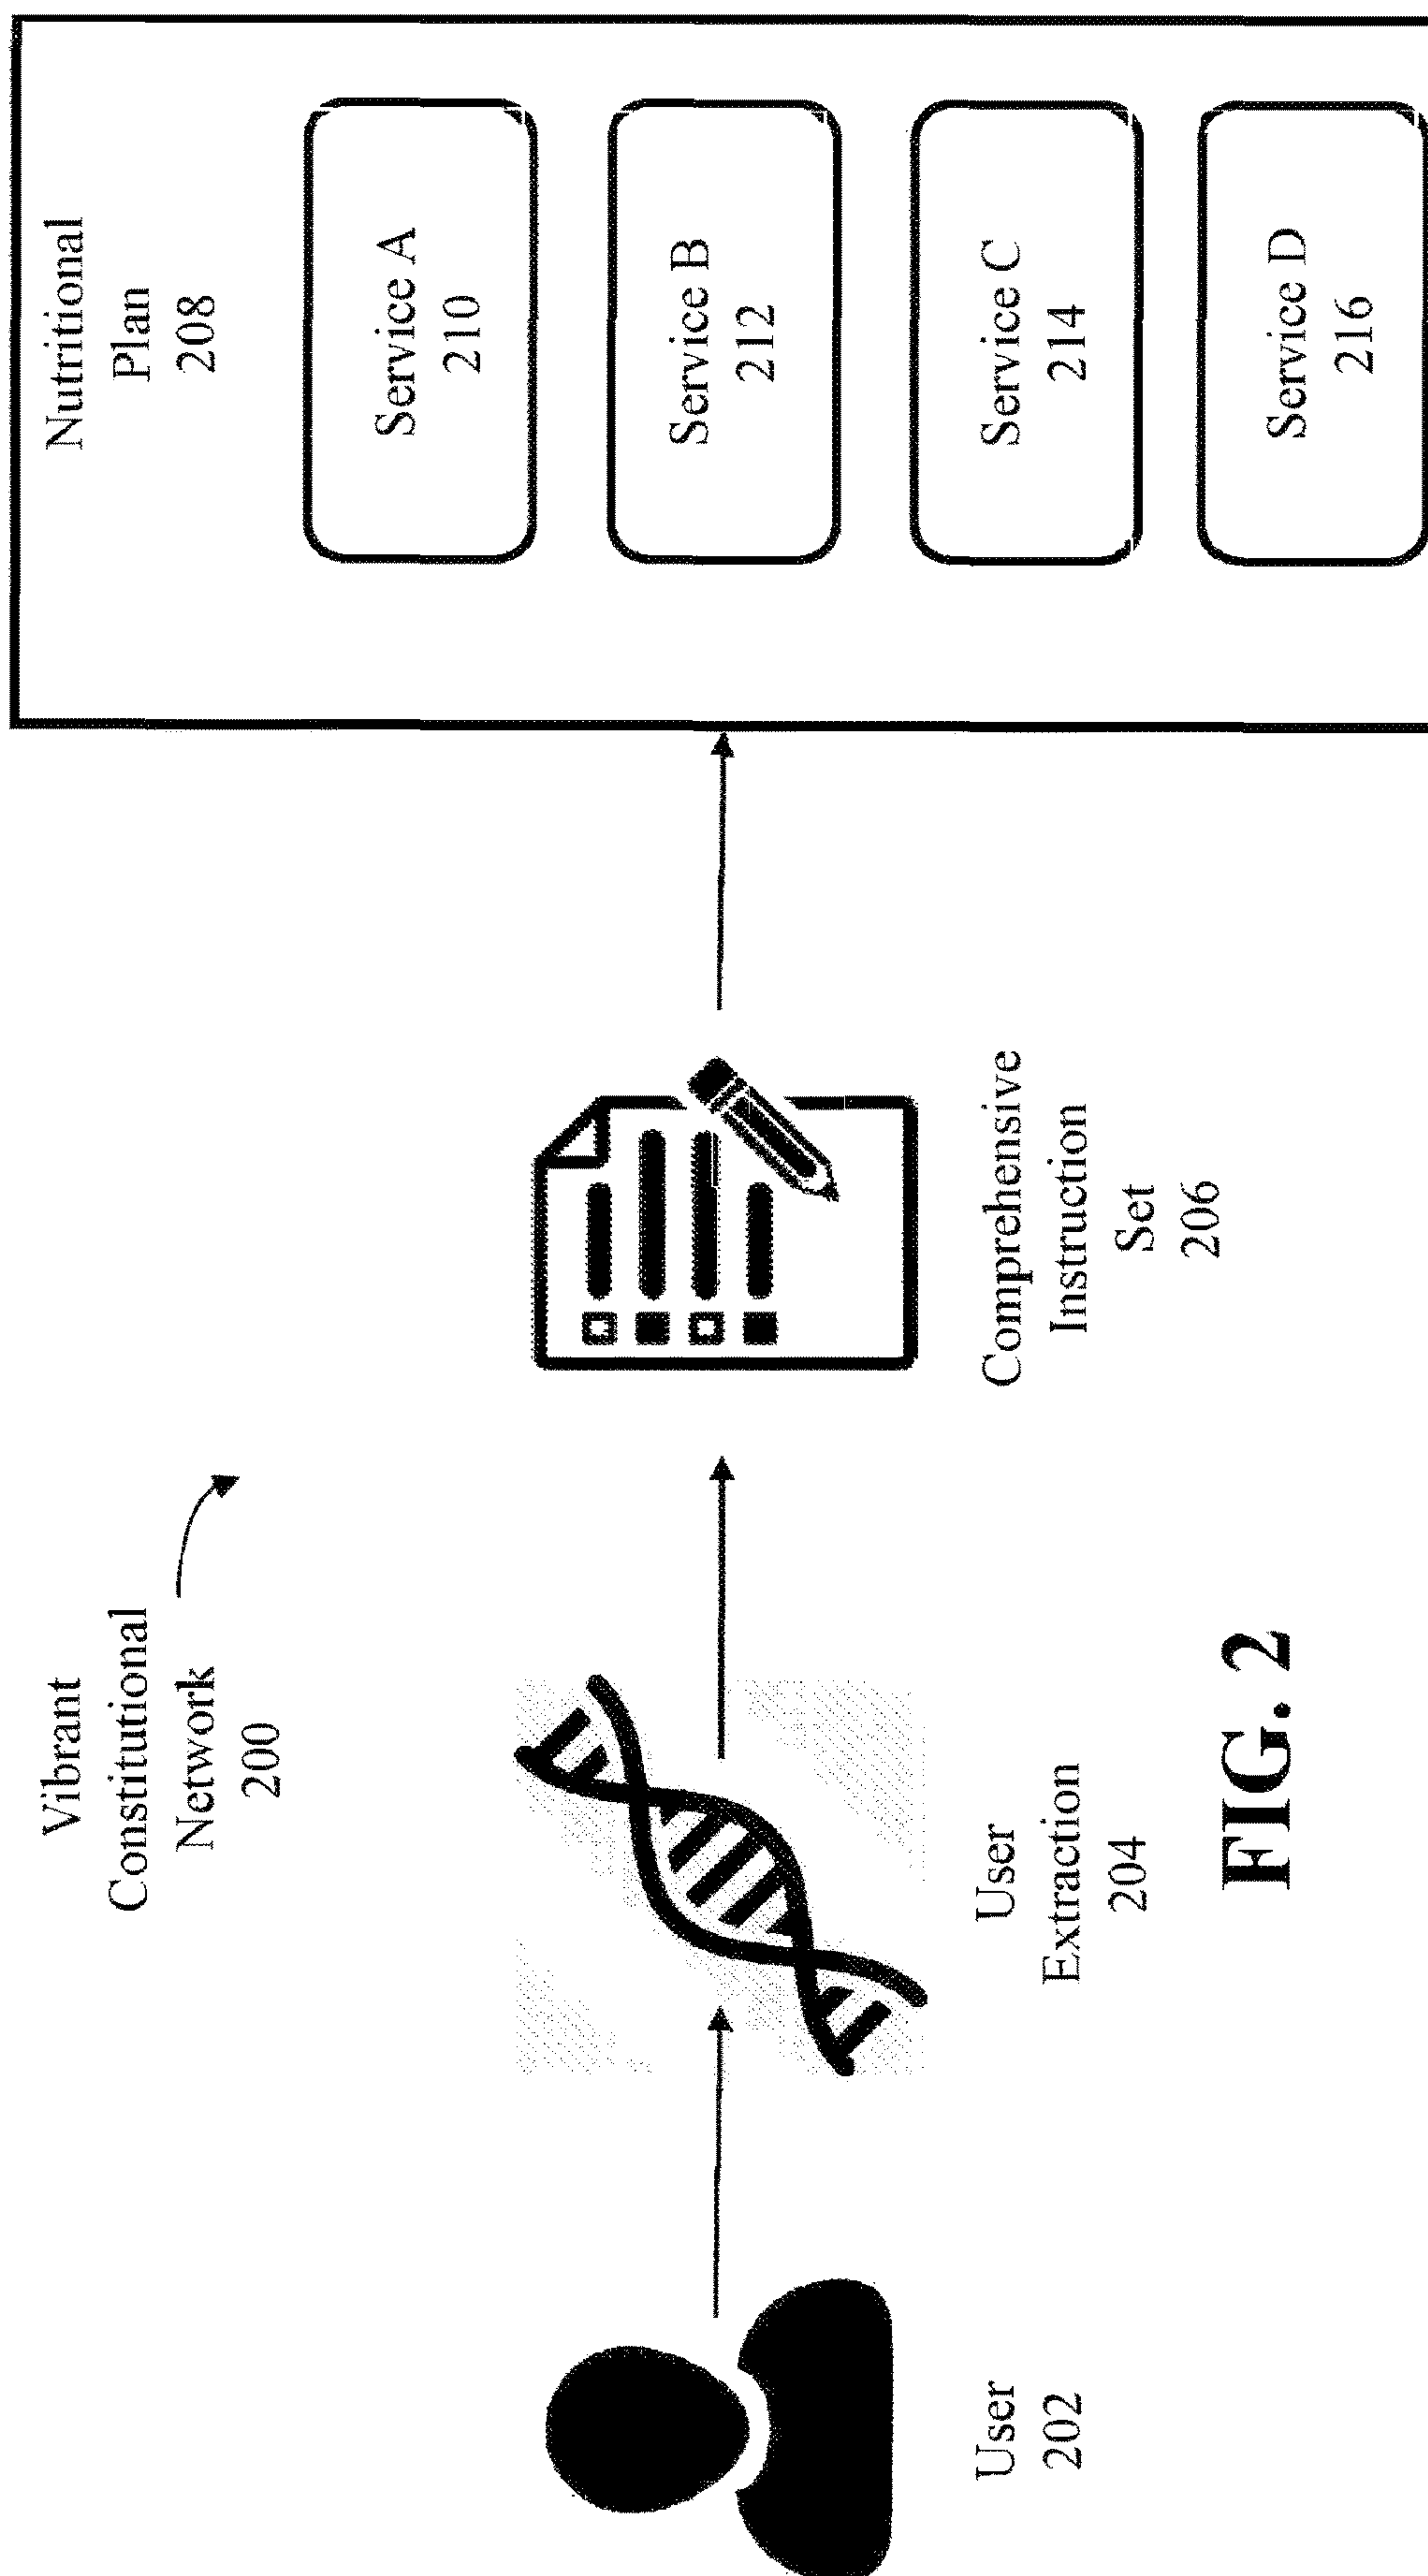 Vibrant
Constitutional
Network
200
User
202
User
Extraction
204
Comprehensive
Instruction
Set
206
Nutritional
Plan
208
Service A
210
Service B
212
Service C
214
Service D
216
FIG. 2